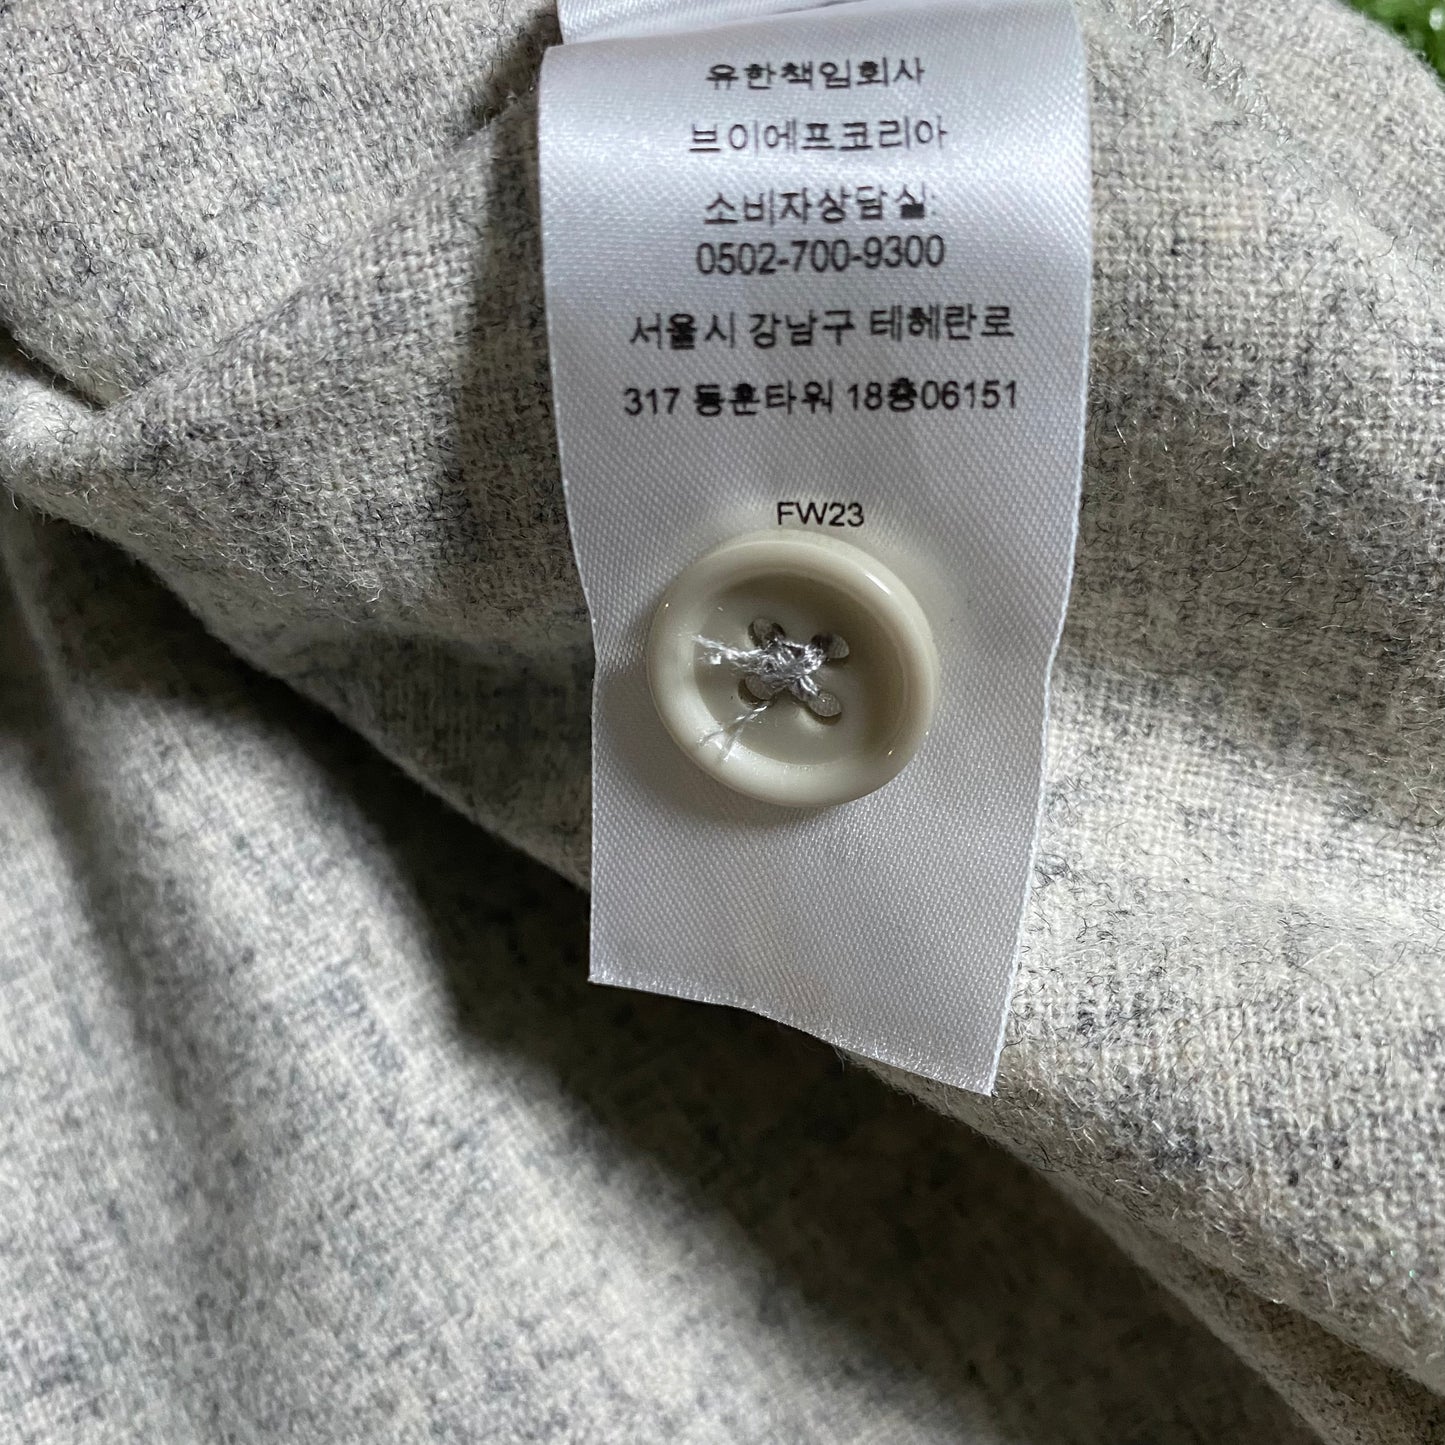 유한책임회사
브이에프코리아
소비자상담실:
0502-700-9300
서울시 강남구 테헤란로
317 동훈타워 18층06151
FW23